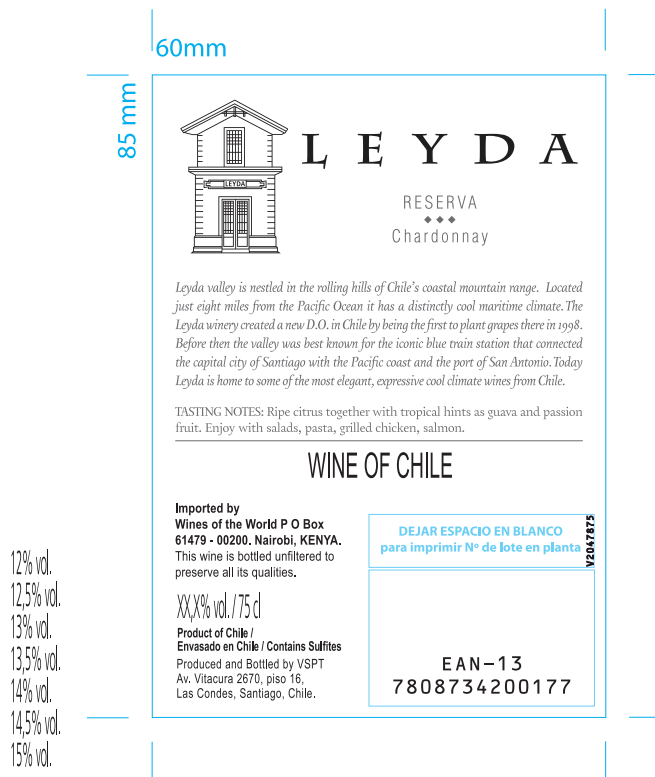 60mm
85 mm
LEYDA
LEYDA
RESERVA
Chardonnay
Leyda valley is nestled in the rolling hills of Chile's coastal mountain range. Located
just eight miles from the Pacific Ocean it has a distinctly cool maritime climate. The
Leyda winery created a new D.O. in Chile by being the first to plant grapes there in 1998.
Before then the valley was best known for the iconic blue train station that connected
the capital city of Santiago with the Pacific coast and the port of San Antonio. Today
Leyda is home to some of the most elegant, expressive cool climate wines from Chile.
TASTING NOTES: Ripe citrus together with tropical hints as guava and passion
fruit. Enjoy with salads, pasta, grilled chicken, salmon.
WINE OF CHILE
Imported by
Wines of the World P O Box
61479 - 00200. Nairobi, KENYA.
This wine is bottled unfiltered to
preserve all its qualities.
XX,X% vol. / 75 cl
Product of Chile /
Envasado en Chile / Contains Sulfites
Produced and Bottled by VSPT
Av. Vitacura 2670, piso 16,
Las Condes, Santiago, Chile.
DEJAR ESPACIO EN BLANCO
para imprimir Nº de lote en planta
V2047875
EAN-13
7808734200177
12% vol.
12,5% vol.
13% vol.
13,5% vol.
14% vol.
14,5% vol.
15% vol.